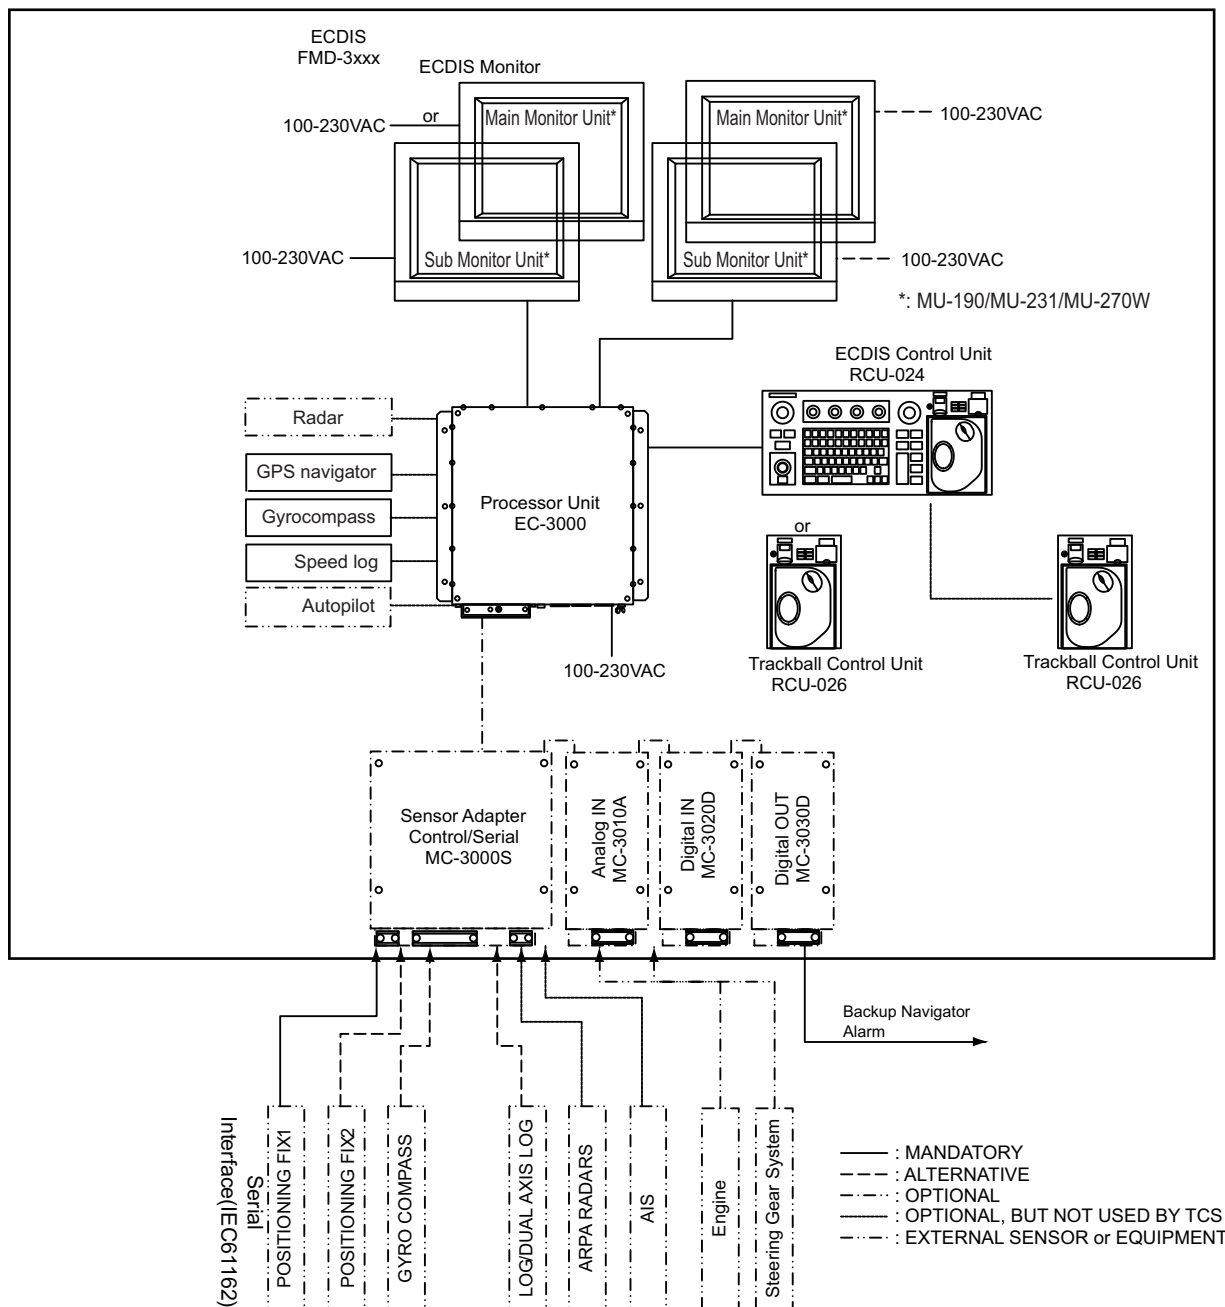 ECDIS
FMD-3xxx
ECDIS Monitor
100-230VAC
or
Main Monitor Unit*
Main Monitor Unit*
100-230VAC
100-230VAC
Sub Monitor Unit*
Sub Monitor Unit*
100-230VAC
*: MU-190/MU-231/MU-270W
ECDIS Control Unit
RCU-024
Radar
GPS navigator
Gyrocompass
Speed log
Autopilot
Processor Unit
EC-3000
100-230VAC
or
Trackball Control Unit
RCU-026
Trackball Control Unit
RCU-026
Sensor Adapter
Control/Serial
MC-3000S
Analog IN
MC-3010A
Digital IN
MC-3020D
Digital OUT
MC-3030D
Backup Navigator
Alarm
Serial
Interface(IEC61162)
POSITIONING FIX1
POSITIONING FIX2
GYRO COMPASS
LOG/DUAL AXIS LOG
ARPA RADARS
AIS
Engine
Steering Gear System
: MANDATORY
: ALTERNATIVE
: OPTIONAL
: OPTIONAL, BUT NOT USED BY TCS
: EXTERNAL SENSOR or EQUIPMENT